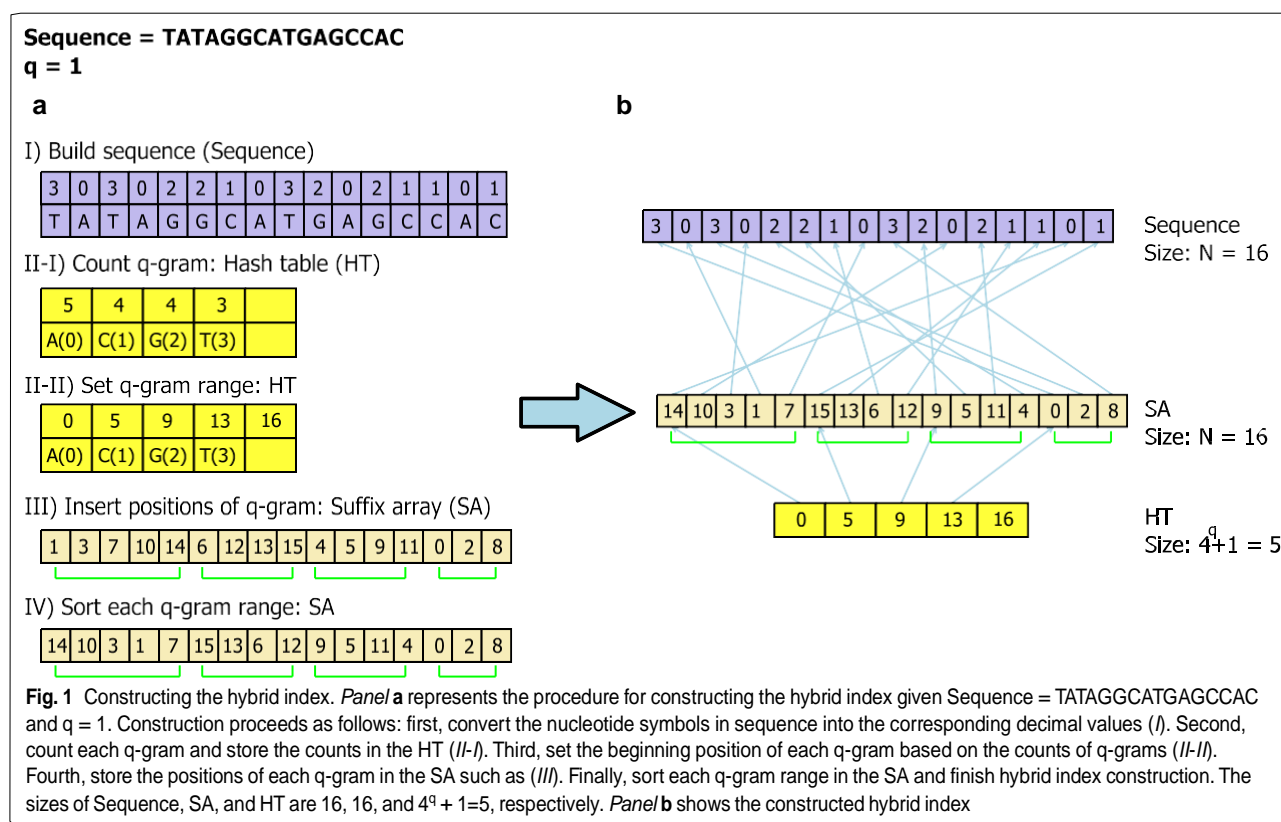 Sequence = TATAGGCATGAGCCAC
q = 1
a
I) Build sequence (Sequence)
3 0 3 0 2 2 1 0 3 2 0 2 1 1 0 1
T A T A G G C A T G A G C C A C
II-I) Count q-gram: Hash table (HT)
5 4 4 3
A(0) C(1) G(2) T(3)
II-II) Set q-gram range: HT
0 5 9 13 16
A(0) C(1) G(2) T(3)
III) Insert positions of q-gram: Suffix array (SA)
1 3 7 10 14 6 12 13 15 4 5 9 11 0 2 8
IV) Sort each q-gram range: SA
14 10 3 1 7 15 13 6 12 9 5 11 4 0 2 8
b
3 0 3 0 2 2 1 0 3 2 0 2 1 1 0 1
Sequence
Size: N = 16
14 10 3 1 7 15 13 6 12 9 5 11 4 0 2 8
SA
Size: N = 16
0 5 9 13 16
HT
Size: 4^q+1 = 5
Fig. 1 Constructing the hybrid index. Panel a represents the procedure for constructing the hybrid index given Sequence = TATAGGCATGAGCCAC
and q = 1. Construction proceeds as follows: first, convert the nucleotide symbols in sequence into the corresponding decimal values (I). Second,
count each q-gram and store the counts in the HT (II-I). Third, set the beginning position of each q-gram based on the counts of q-grams (II-II).
Fourth, store the positions of each q-gram in the SA such as (III). Finally, sort each q-gram range in the SA and finish hybrid index construction. The
sizes of Sequence, SA, and HT are 16, 16, and 4^q + 1=5, respectively. Panel b shows the constructed hybrid index